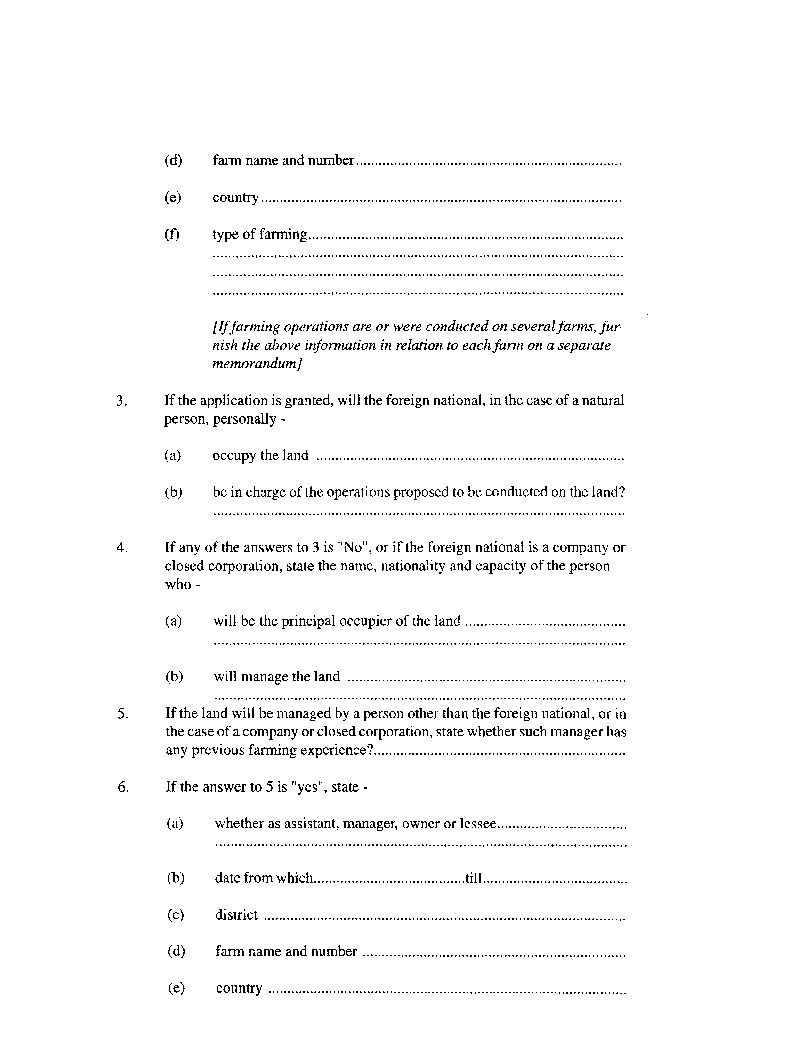 (d) farm name and number......................................................................
(e) country...............................................................................................
(f) type of farming...................................................................................
............................................................................................................
............................................................................................................
............................................................................................................
[If farming operations are or were conducted on several farms, fur-
nish the above information in relation to each farm on a separate
memorandum]
3. If the application is granted, will the foreign national, in the case of a natural
person, personally -
(a) occupy the land .................................................................................
(b) be in charge of the operations proposed to be conducted on the land?
............................................................................................................
4. If any of the answers to 3 is "No", or if the foreign national is a company or
closed corporation, state the name, nationality and capacity of the person
who -
(a) will be the principal occupier of the land ..........................................
............................................................................................................
(b) will manage the land .........................................................................
............................................................................................................
5. If the land will be managed by a person other than the foreign national, or in
the case of a company or closed corporation, state whether such manager has
any previous farming experience?..................................................................
6. If the answer to 5 is "yes", state -
(a) whether as assistant, manager, owner or lessee..................................
............................................................................................................
(b) date from which........................................till......................................
(c) district ...............................................................................................
(d) farm name and number .....................................................................
(e) country ..............................................................................................